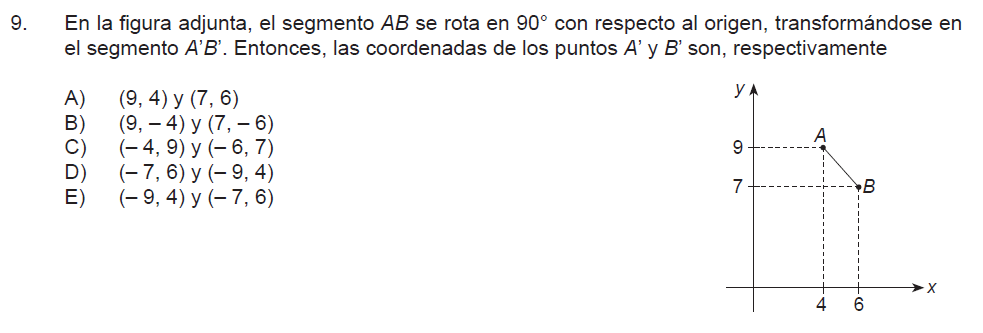 9. En la figura adjunta, el segmento AB se rota en 90° con respecto al origen, transformándose en
el segmento A'B'. Entonces, las coordenadas de los puntos A' y B' son, respectivamente
A) (9, 4) y (7, 6)
B) (9, – 4) y (7, – 6)
C) (– 4, 9) y (– 6, 7)
D) (– 7, 6) y (– 9, 4)
E) (– 9, 4) y (– 7, 6)
y
A
9
7
B
x
4 6